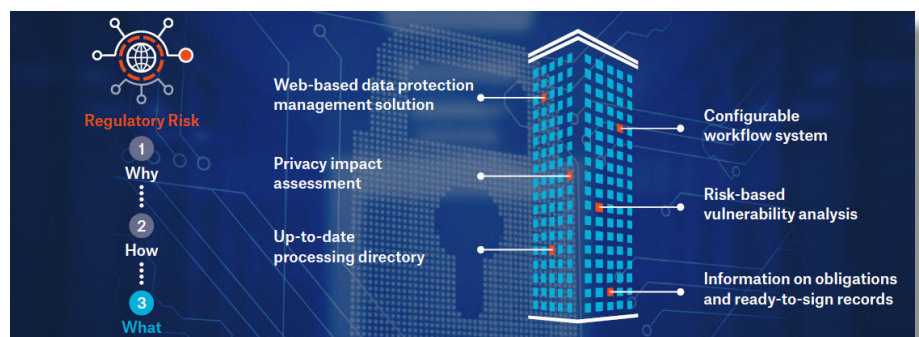 Regulatory Risk
1
Why
2
How
3
What
Web-based data protection
management solution
Privacy impact
assessment
Up-to-date
processing directory
Configurable
workflow system
Risk-based
vulnerability analysis
Information on obligations
and ready-to-sign records